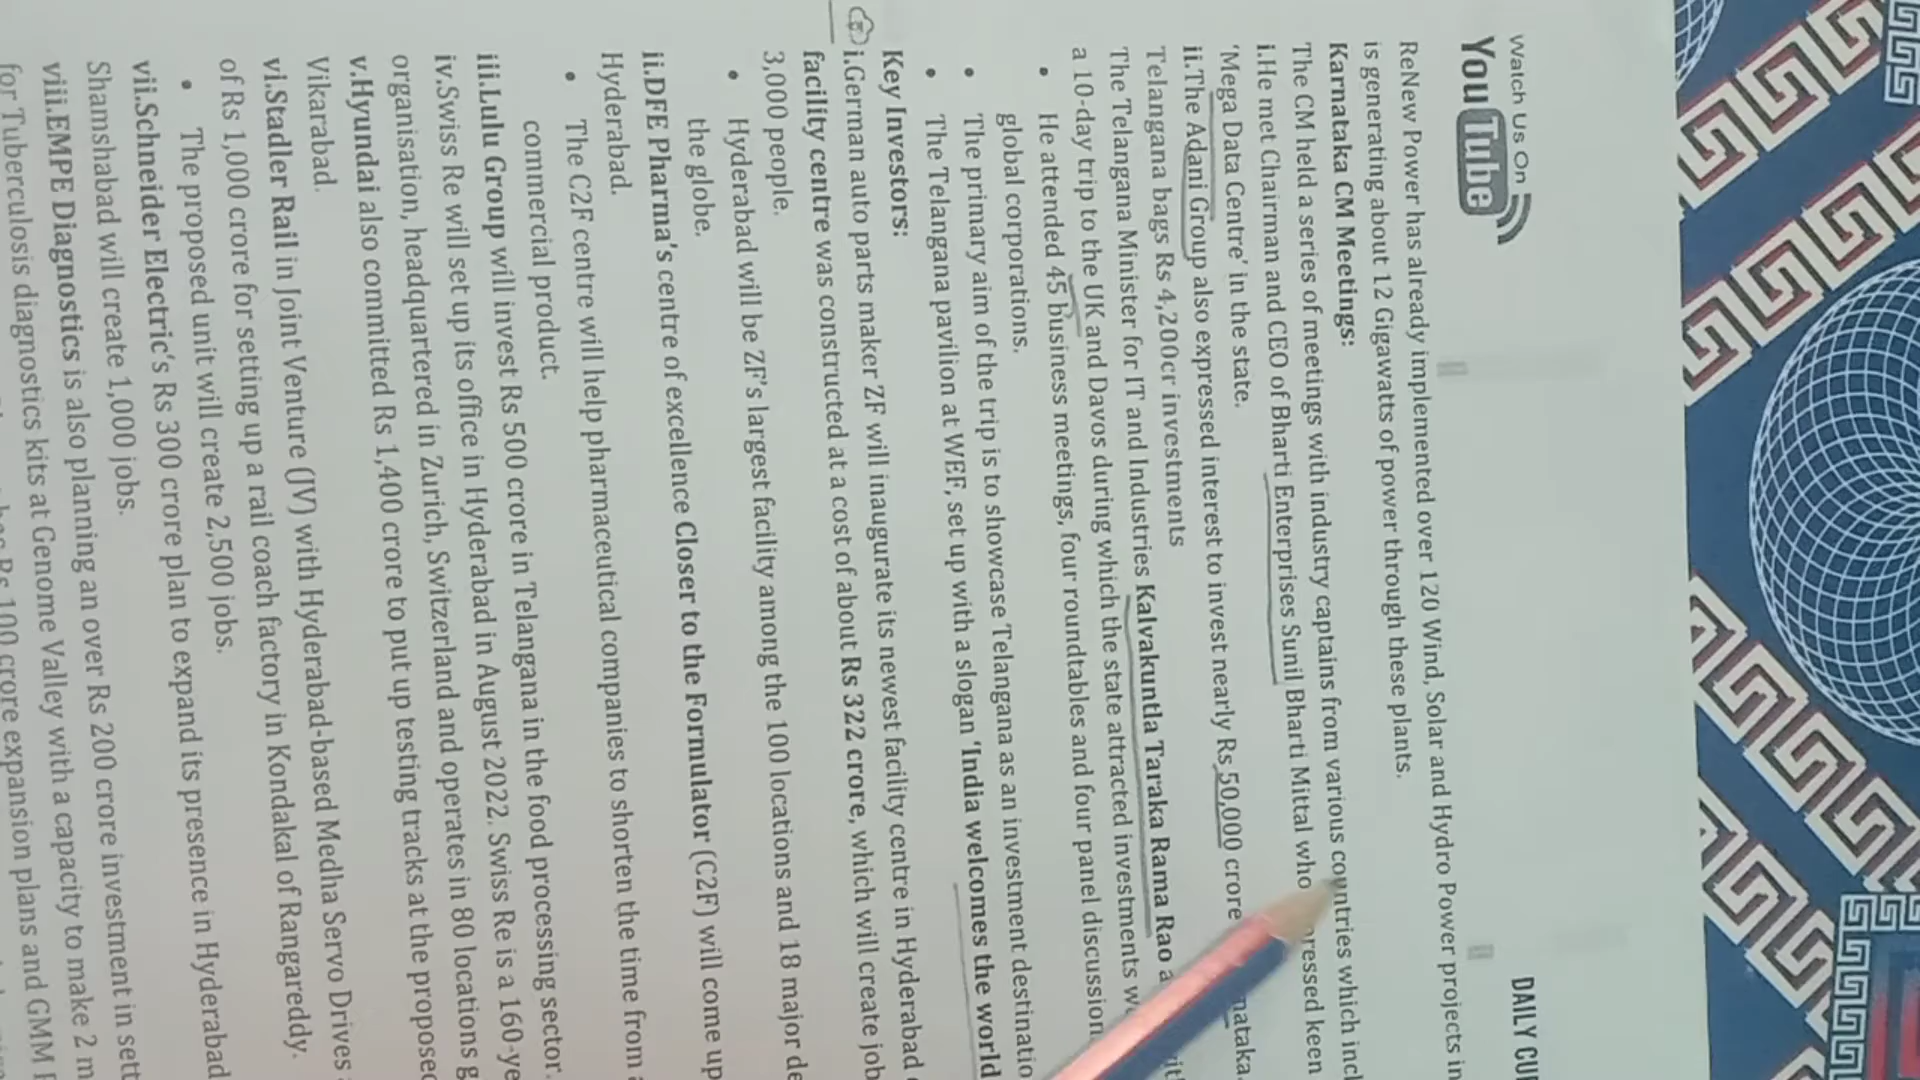 Watch Us On
YouTube
DAILY
ReNew Power has already implemented over 120 Wind, Solar and Hydro Power projects in
is generating about 12 Gigawatts of power through these plants.
Karnataka CM Meetings:
The CM held a series of meetings with industry captains from various countries which
i.He met Chairman and CEO of Bharti Enterprises Sunil Bharti Mittal who keen
'Mega Data Centre' in the state.
ii.The Adani Group also expressed interest to invest nearly Rs 50,000 crore
Telangana bags Rs 4,200cr investments
The Telangana Minister for IT and Industries Kalvakuntla Taraka Rama Rao
a 10-day trip to the UK and Davos during which the state attracted investments
• He attended 45 business meetings, four roundtables and four panel
global corporations.
• The primary aim of the trip is to showcase Telangana as an investment
• The Telangana pavilion at WEF, set up with a slogan 'India welcomes the world
Key Investors:
i.German auto parts maker ZF will inaugurate its newest facility centre in Hyderabad
facility centre was constructed at a cost of about Rs 322 crore, which will create
3,000 people.
• Hyderabad will be ZF's largest facility among the 100 locations and 18 major
the globe.
ii.DFE Pharma's centre of excellence Closer to the Formulator (C2F) will come up
Hyderabad.
• The C2F centre will help pharmaceutical companies to shorten the time from
commercial product.
iii.Lulu Group will invest Rs 500 crore in Telangana in the food processing sector.
iv.Swiss Re will set up its office in Hyderabad in August 2022. Swiss Re is a
organisation, headquartered in Zurich, Switzerland and operates in 80 locations
v.Hyundai also committed Rs 1,400 crore to put up testing tracks at the
Vikarabad.
vi.Stadler Rail in Joint Venture (JV) with Hyderabad-based Medha Servo Drives
of Rs 1,000 crore for setting up a rail coach factory in Kondakal of Rangareddy.
• The proposed unit will create 2,500 jobs.
vii.Schneider Electric's Rs 300 crore plan to expand its presence in Hyderabad
Shamshabad will create 1,000 jobs.
viii.EMPE Diagnostics is also planning an over Rs 200 crore investment in
for Tuberculosis diagnostics kits at Genome Valley with a capacity to make 2
Rs 100 crore expansion plans and GMM